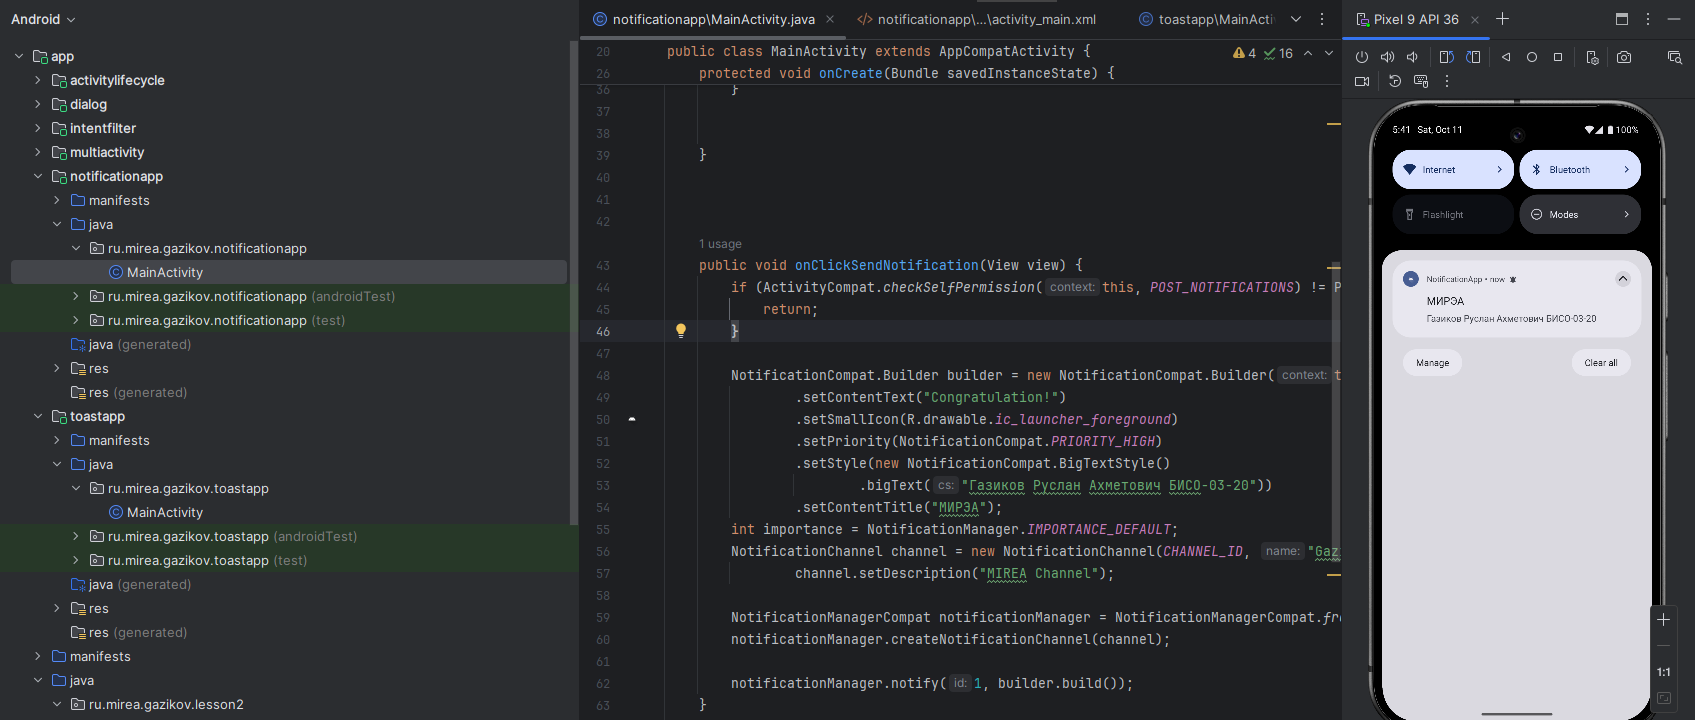 Android
app
activitylifecycle
dialog
intentfilter
multiactivity
notificationapp
manifests
java
ru.mirea.gazikov.notificationapp
MainActivity
ru.mirea.gazikov.notificationapp (androidTest)
ru.mirea.gazikov.notificationapp (test)
java (generated)
res
res (generated)
toastapp
manifests
java
ru.mirea.gazikov.toastapp
MainActivity
ru.mirea.gazikov.toastapp (androidTest)
ru.mirea.gazikov.toastapp (test)
java (generated)
res
res (generated)
manifests
java
ru.mirea.gazikov.lesson2
notificationapp\MainActivity.java
notificationapp\...\activity_main.xml
toastapp\MainActi
4 16
20 public class MainActivity extends AppCompatActivity {
26 protected void onCreate(Bundle savedInstanceState) {
36 }
37
38
39 }
40
41
42
1 usage
43 public void onClickSendNotification(View view) {
44 if (ActivityCompat.checkSelfPermission( context: this, POST_NOTIFICATIONS) != P
45 return;
46 }
47
48 NotificationCompat.Builder builder = new NotificationCompat.Builder( context: t
49 .setContentText("Congratulation!")
50 .setSmallIcon(R.drawable.ic_launcher_foreground)
51 .setPriority(NotificationCompat.PRIORITY_HIGH)
52 .setStyle(new NotificationCompat.BigTextStyle()
53 .bigText( cs: "Газиков Руслан Ахметович БИСО-03-20"))
54 .setContentTitle("МИРЭА");
55 int importance = NotificationManager.IMPORTANCE_DEFAULT;
56 NotificationChannel channel = new NotificationChannel(CHANNEL_ID, name: "Gaz
57 channel.setDescription("MIREA Channel");
58
59 NotificationManagerCompat notificationManager = NotificationManagerCompat.fr
60 notificationManager.createNotificationChannel(channel);
61
62 notificationManager.notify( id: 1, builder.build());
63 }
Pixel 9 API 36
5:41 Sat, Oct 11 100%
Internet
Bluetooth
Flashlight
Modes
NotificationApp • now
МИРЭА
Газиков Руслан Ахметович БИСО-03-20
Manage
Clear all
1:1